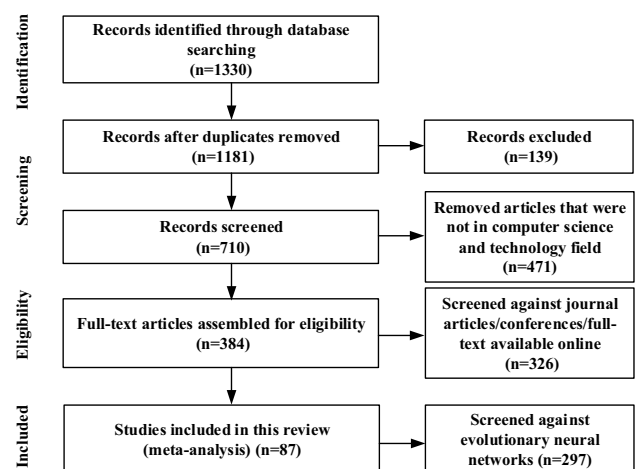 Identification
Records identified through database
searching
(n=1330)
Screening
Records after duplicates removed
(n=1181)
Records excluded
(n=139)
Records screened
(n=710)
Removed articles that were
not in computer science
and technology field
(n=471)
Eligibility
Full-text articles assembled for eligibility
(n=384)
Screened against journal
articles/conferences/full-
text available online
(n=326)
Included
Studies included in this review
(meta-analysis) (n=87)
Screened against
evolutionary neural
networks (n=297)